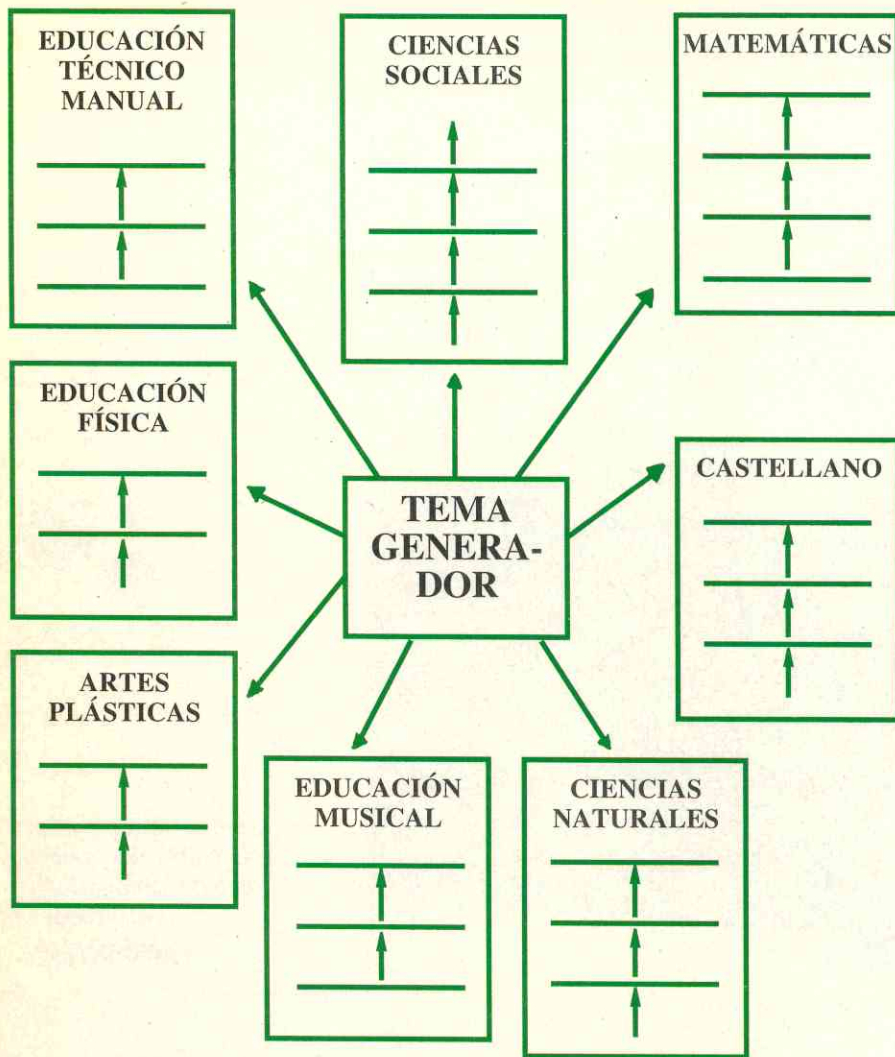 EDUCACIÓN
TÉCNICO
MANUAL
CIENCIAS
SOCIALES
MATEMÁTICAS
EDUCACIÓN
FÍSICA
TEMA
GENERA-
DOR
CASTELLANO
ARTES
PLÁSTICAS
EDUCACIÓN
MUSICAL
CIENCIAS
NATURALES